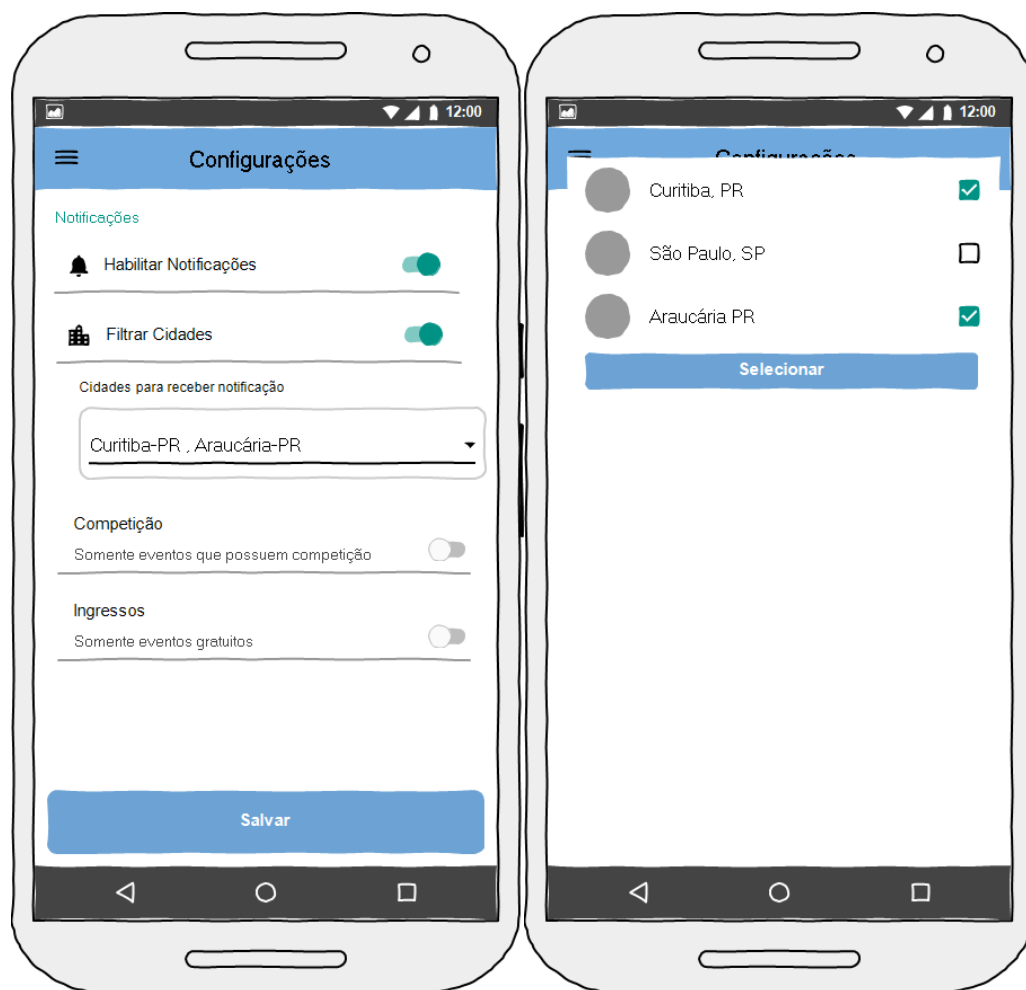 12:00
Configurações
Notificações
Habilitar Notificações
Filtrar Cidades
Cidades para receber notificação
Curitiba-PR , Araucária-PR
Competição
Somente eventos que possuem competição
Ingressos
Somente eventos gratuitos
Salvar
12:00
Configurações
Curitiba, PR
São Paulo, SP
Araucária PR
Selecionar